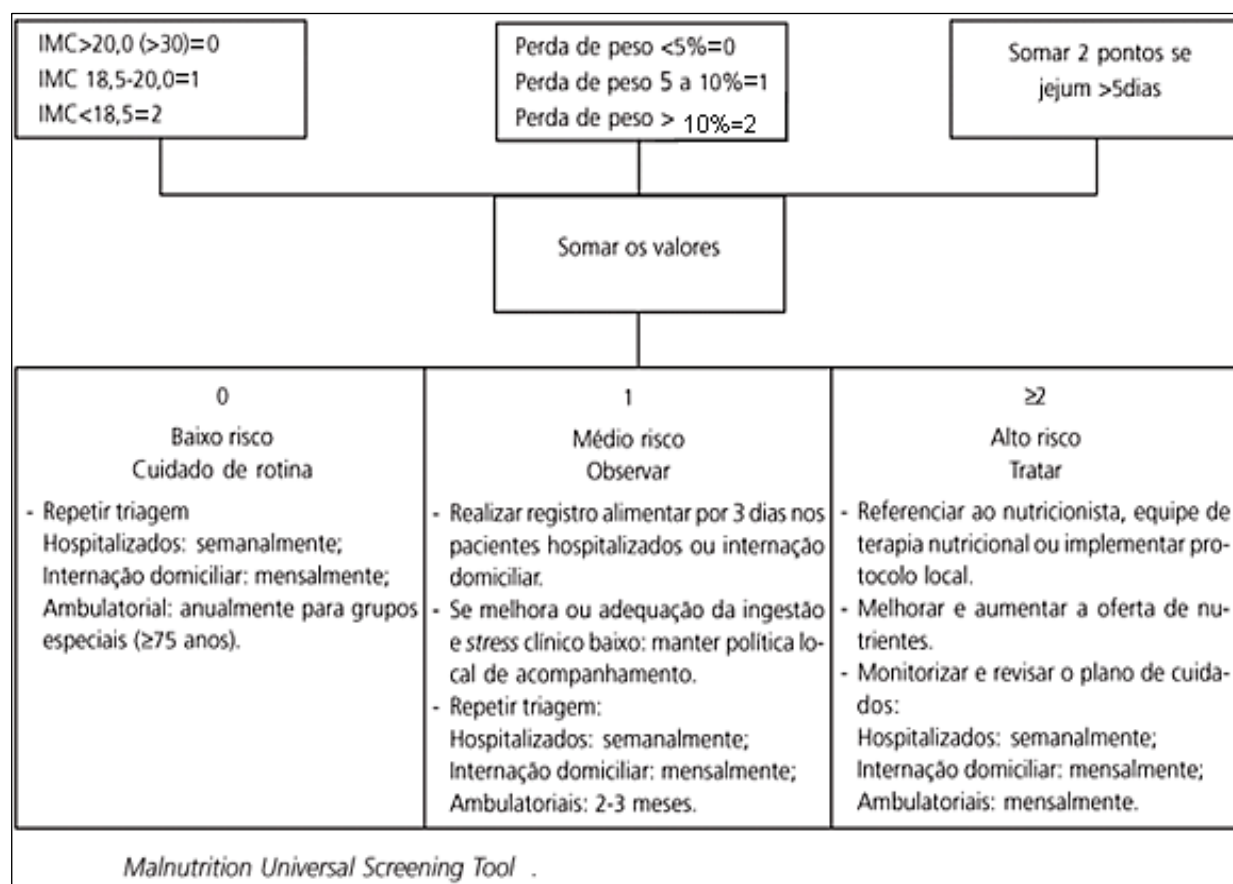 IMC>20,0 (>30)=0
IMC 18,5-20,0=1
IMC<18,5=2
Perda de peso <5%=0
Perda de peso 5 a 10%=1
Perda de peso > 10%=2
Somar 2 pontos se
jejum >5dias
Somar os valores
0
Baixo risco
Cuidado de rotina
- Repetir triagem
Hospitalizados: semanalmente;
Internação domiciliar: mensalmente;
Ambulatorial: anualmente para grupos
especiais (≥75 anos).
1
Médio risco
Observar
- Realizar registro alimentar por 3 dias nos
pacientes hospitalizados ou internação
domiciliar.
- Se melhora ou adequação da ingestão
e stress clínico baixo: manter política lo-
cal de acompanhamento.
- Repetir triagem:
Hospitalizados: semanalmente;
Internação domiciliar: mensalmente;
Ambulatoriais: 2-3 meses.
≥2
Alto risco
Tratar
- Referenciar ao nutricionista, equipe de
terapia nutricional ou implementar pro-
tocolo local.
- Melhorar e aumentar a oferta de nu-
trientes.
- Monitorizar e revisar o plano de cuida-
dos:
Hospitalizados: semanalmente;
Internação domiciliar: mensalmente;
Ambulatoriais: mensalmente.
Malnutrition Universal Screening Tool .